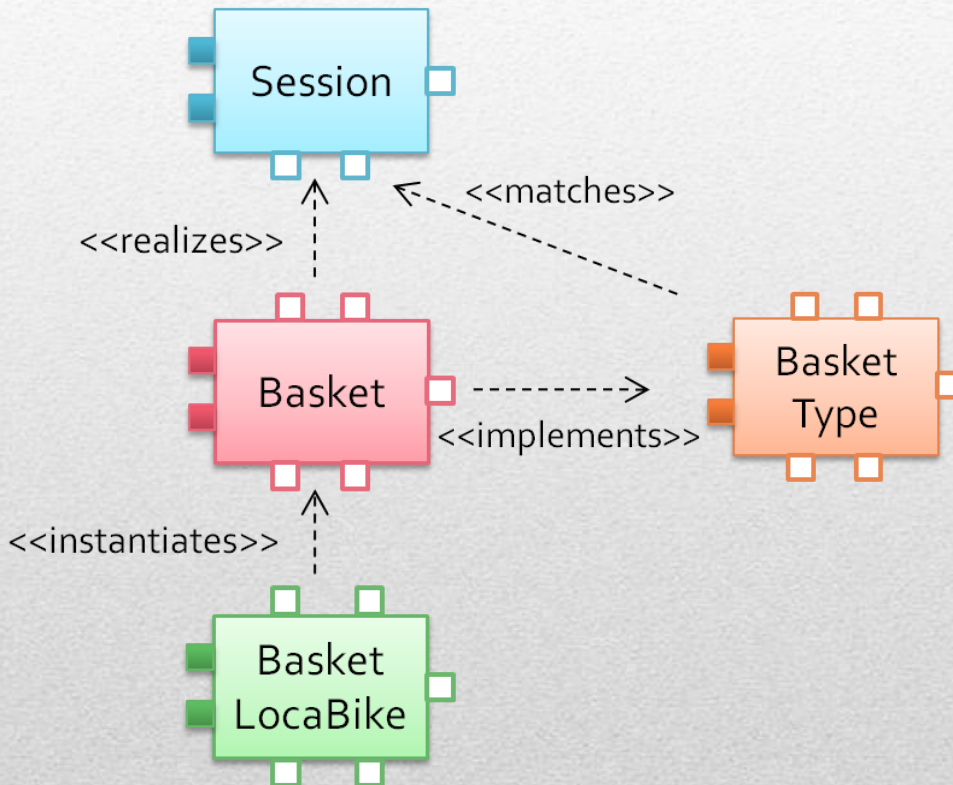 Session
<<matches>>
<<realizes>>
Basket
Basket
Type
<<implements>>
<<instantiates>>
Basket
LocaBike